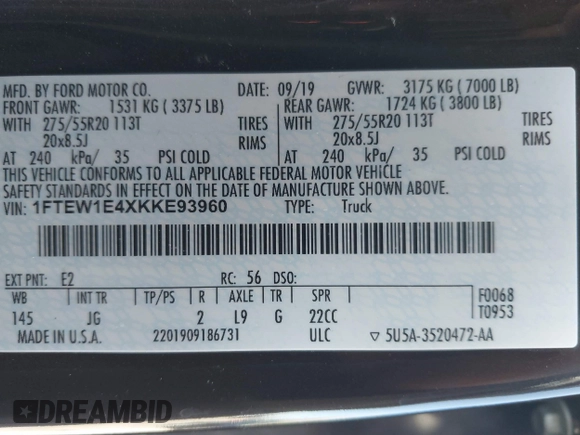 MFD. BY FORD MOTOR CO. DATE: 09/19 GVWR: 3175 KG ( 7000 LB)
FRONT GAWR: 1531 KG ( 3375 LB) REAR GAWR: 1724 KG ( 3800 LB)
WITH 275/55R20 113T TIRES WITH 275/55R20 113T TIRES
20x8.5J RIMS 20x8.5J RIMS
AT 240 kPa/ 35 PSI COLD AT 240 kPa/ 35 PSI COLD
THIS VEHICLE CONFORMS TO ALL APPLICABLE FEDERAL MOTOR VEHICLE
SAFETY STANDARDS IN EFFECT ON THE DATE OF MANUFACTURE SHOWN ABOVE.
VIN: 1FTEW1E4XKKE93960 TYPE: Truck
EXT PNT: E2 RC: 56 DSO:
WB INT TR TP/PS R AXLE TR SPR F0068
145 JG 2 L9 G 22CC T0953
MADE IN U.S.A. 2201909186731 ULC ▽ 5U5A-3520472-AA
DREAMBID